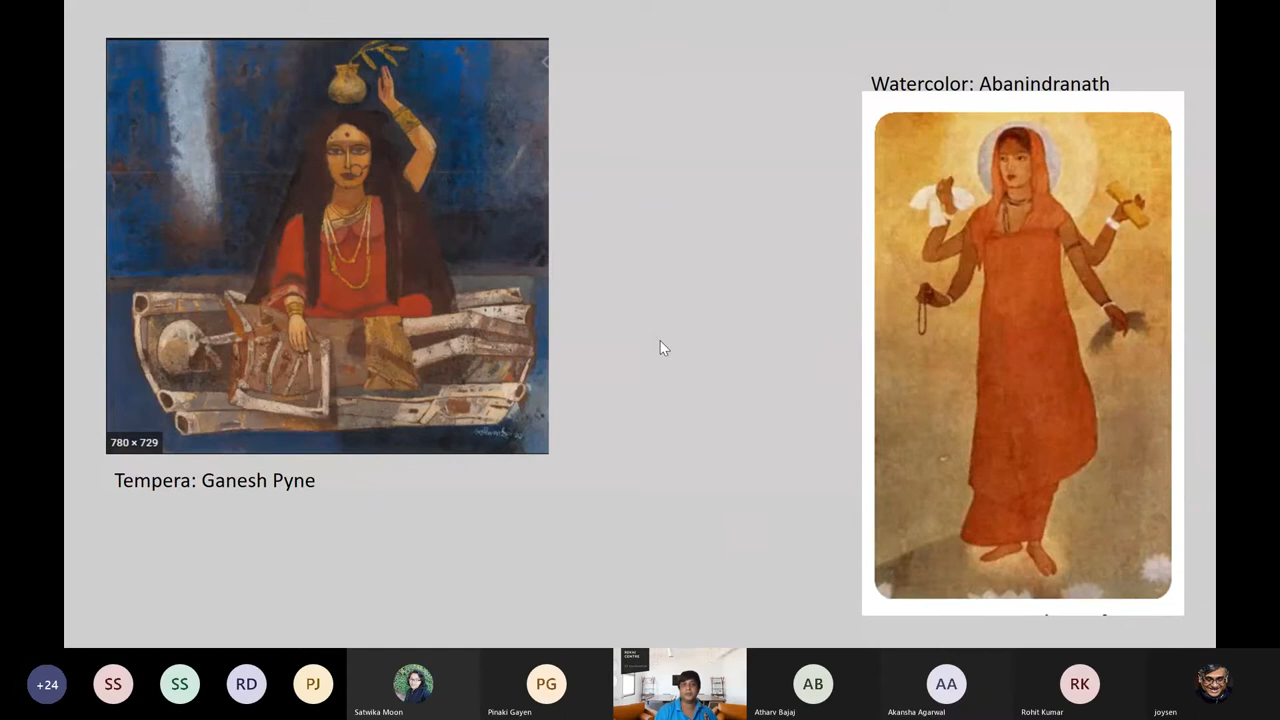 Watercolor: Abanindranath
780 × 729
Tempera: Ganesh Pyne
+24
SS
SS
RD
PJ
Satwika Moon
PG
Pinaki Gayen
AB
Atharv Bajaj
AA
Akansha Agarwal
RK
Rohit Kumar
joysen